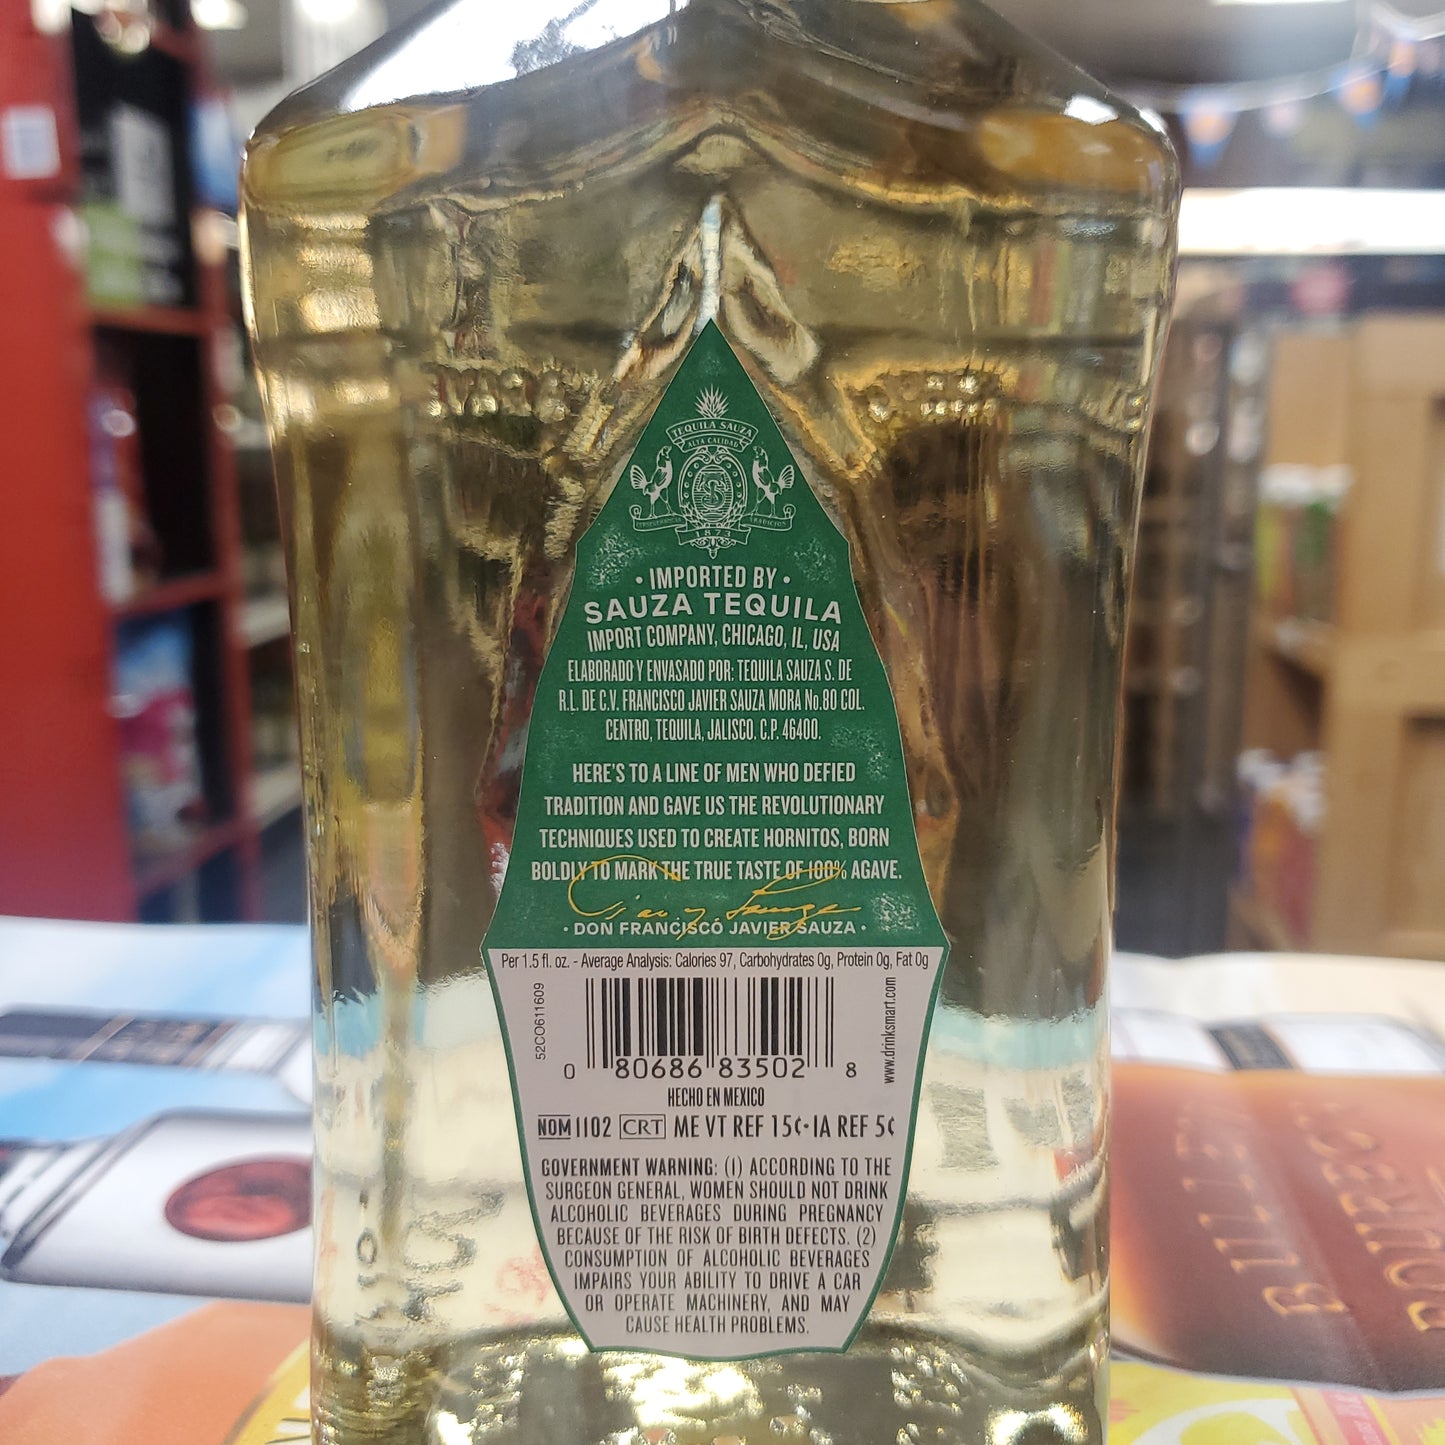 TEQUILA SAUZA
ALTA CALIDAD
S
PERSEVERANCIA TRADICION
1873
• IMPORTED BY •
SAUZA TEQUILA
IMPORT COMPANY, CHICAGO, IL, USA
ELABORADO Y ENVASADO POR: TEQUILA SAUZA S. DE
R.L. DE C.V. FRANCISCO JAVIER SAUZA MORA No.80 COL.
CENTRO, TEQUILA, JALISCO. C.P. 46400.
HERE'S TO A LINE OF MEN WHO DEFIED
TRADITION AND GAVE US THE REVOLUTIONARY
TECHNIQUES USED TO CREATE HORNITOS, BORN
BOLDLY TO MARK THE TRUE TASTE OF 100% AGAVE.
• DON FRANCISCO JAVIER SAUZA •
Per 1.5 fl. oz. - Average Analysis: Calories 97, Carbohydrates 0g, Protein 0g, Fat 0g
52CO611609
0 80686 83502 8
www.drinksmart.com
HECHO EN MEXICO
NOM 1102 CRT ME VT REF 15¢•IA REF 5¢
GOVERNMENT WARNING: (1) ACCORDING TO THE
SURGEON GENERAL, WOMEN SHOULD NOT DRINK
ALCOHOLIC BEVERAGES DURING PREGNANCY
BECAUSE OF THE RISK OF BIRTH DEFECTS. (2)
CONSUMPTION OF ALCOHOLIC BEVERAGES
IMPAIRS YOUR ABILITY TO DRIVE A CAR
OR OPERATE MACHINERY, AND MAY
CAUSE HEALTH PROBLEMS.
BULLEIT
BOURBON